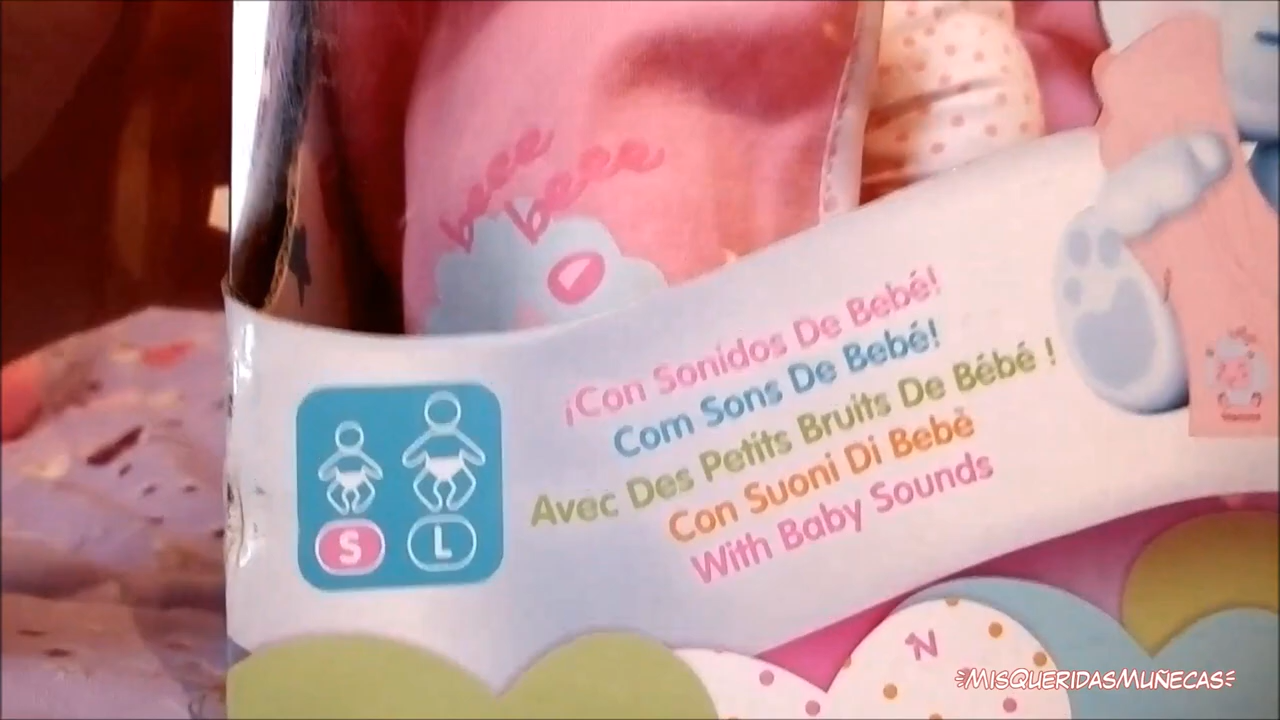 beee
beeee
¡Con Sonidos De Bebé!
Com Sons De Bebé!
Avec Des Petits Bruits De Bébé !
Con Suoni Di Bebè
With Baby Sounds
S L
N
MISQUERIDASMUÑECAS